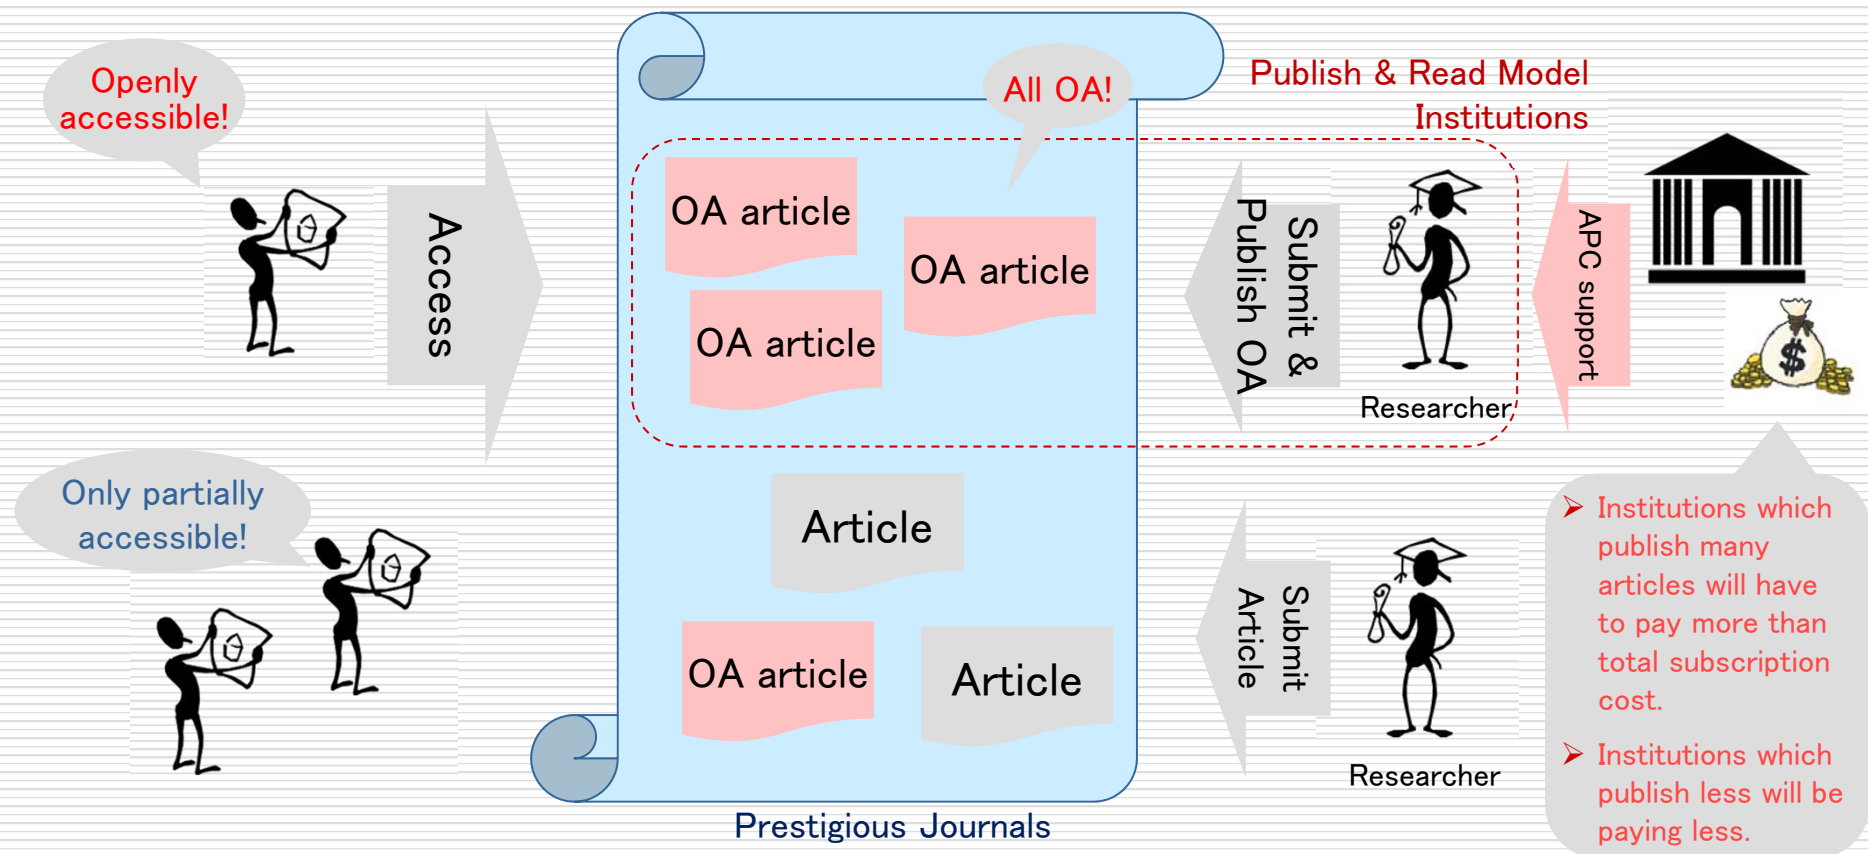 Openly
accessible!
Access
All OA!
Publish & Read Model
Institutions
OA article
OA article
OA article
Submit &
Publish OA
Researcher
APC support
$
Only partially
accessible!
Article
OA article
Article
Submit
Article
Researcher
Institutions which
publish many
articles will have
to pay more than
total subscription
cost.
Institutions which
publish less will be
paying less.
Prestigious Journals